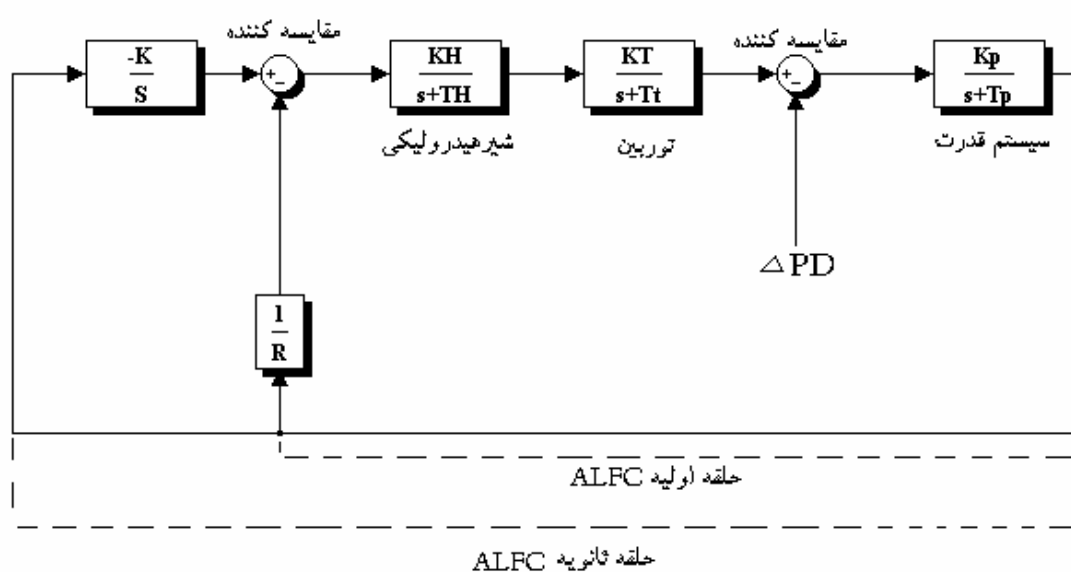 مقایسه کننده
مقایسه کننده
-K
S
+
-
KH
s+TH
KT
s+Tt
+
-
Kp
s+Tp
شیرهیدرولیکی
توربین
سیستم قدرت
△PD
1
R
حلقه اولیه ALFC
حلقه ثانویه ALFC